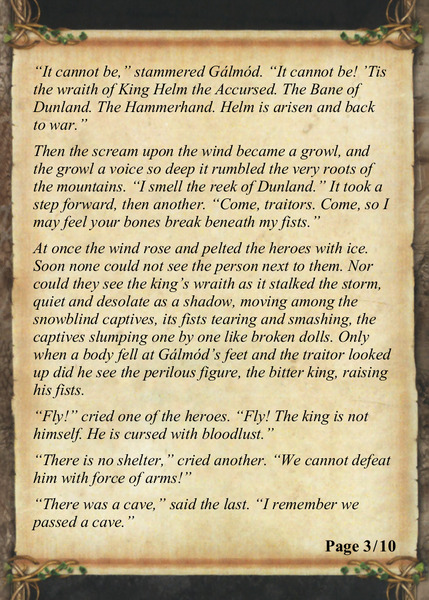 “It cannot be,” stammered Gálmód. “It cannot be! ’Tis
the wraith of King Helm the Accursed. The Bane of
Dunland. The Hammerhand. Helm is arisen and back
to war.”
Then the scream upon the wind became a growl, and
the growl a voice so deep it rumbled the very roots of
the mountains. “I smell the reek of Dunland.” It took a
step forward, then another. “Come, traitors. Come, so I
may feel your bones break beneath my fists.”
At once the wind rose and pelted the heroes with ice.
Soon none could not see the person next to them. Nor
could they see the king’s wraith as it stalked the storm,
quiet and desolate as a shadow, moving among the
snowblind captives, its fists tearing and smashing, the
captives slumping one by one like broken dolls. Only
when a body fell at Gálmód’s feet and the traitor looked
up did he see the perilous figure, the bitter king, raising
his fists.
“Fly!” cried one of the heroes. “Fly! The king is not
himself. He is cursed with bloodlust.”
“There is no shelter,” cried another. “We cannot defeat
him with force of arms!”
“There was a cave,” said the last. “I remember we
passed a cave.”
Page 3/10